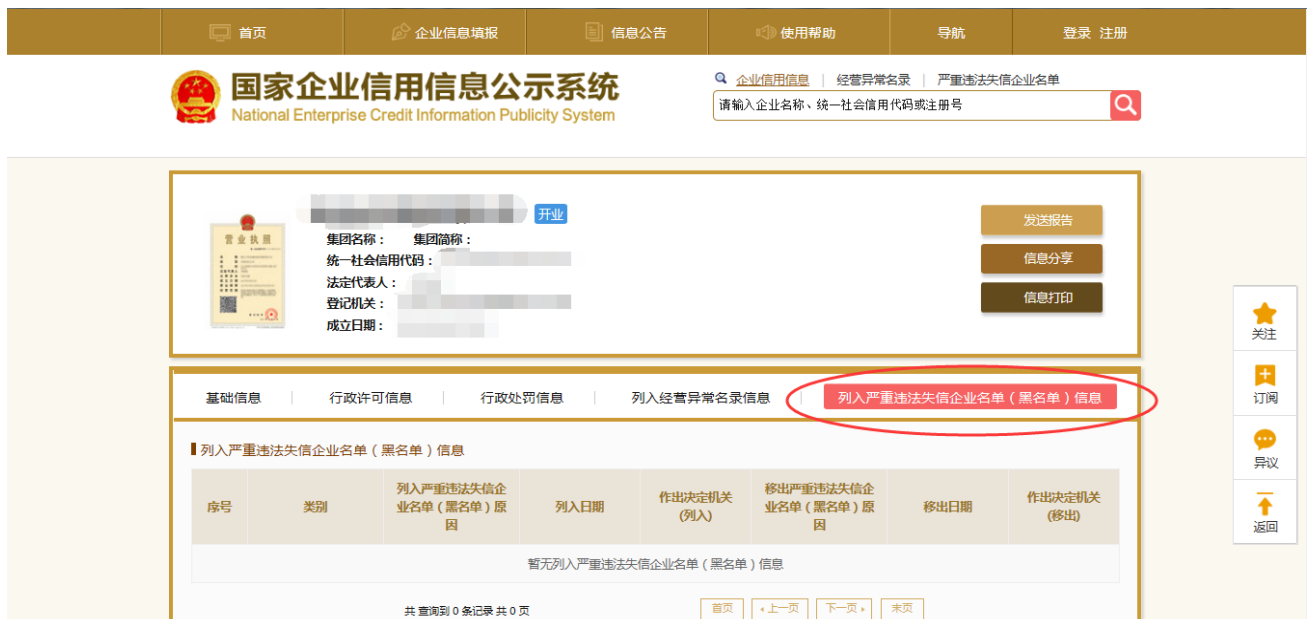 首页 企业信息填报 信息公告 使用帮助 导航 登录 注册
国家企业信用信息公示系统
National Enterprise Credit Information Publicity System
企业信用信息 | 经营异常名录 | 严重违法失信企业名单
请输入企业名称、统一社会信用代码或注册号
开业
营业执照
集团名称： 集团简称：
统一社会信用代码：
法定代表人：
登记机关：
成立日期：
发送报告
信息分享
信息打印
关注
订阅
异议
返回
基础信息 | 行政许可信息 | 行政处罚信息 | 列入经营异常名录信息 | 列入严重违法失信企业名单（黑名单）信息
列入严重违法失信企业名单（黑名单）信息
序号
类别
列入严重违法失信企
业名单（黑名单）原
因
列入日期
作出决定机关
(列入)
移出严重违法失信企
业名单（黑名单）原
因
移出日期
作出决定机关
(移出)
暂无列入严重违法失信企业名单（黑名单）信息
共 查询到 0 条记录 共 0 页
首页 上一页 下一页 末页